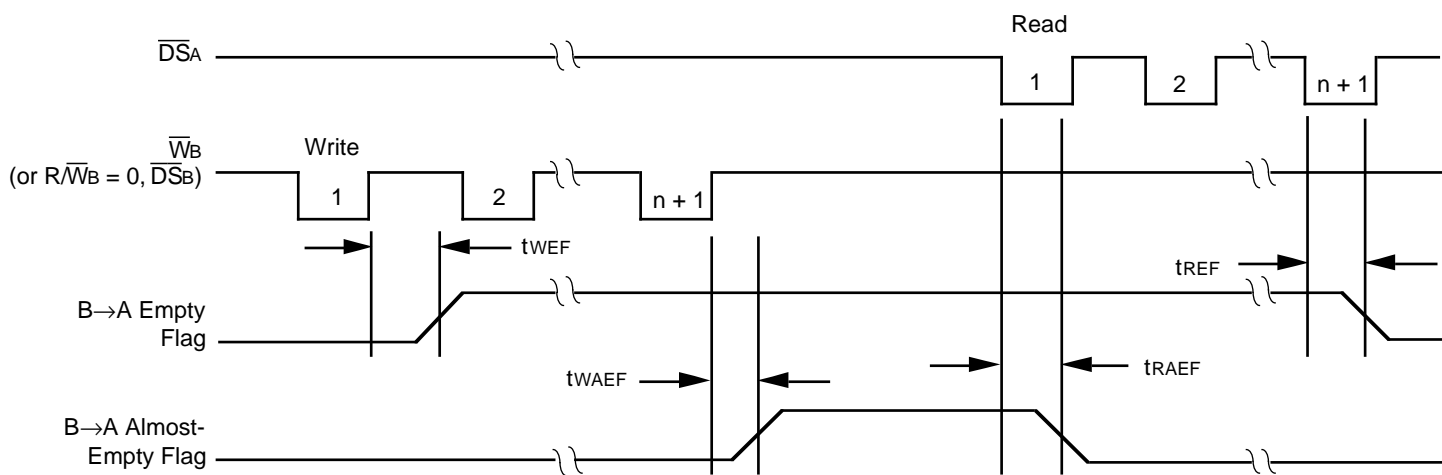 Read
DSA
1
2
n + 1
WB
Write
(or R/WB = 0, DSB)
1
2
n + 1
tWEF
tREF
B→A Empty
Flag
tWAEF
tRAEF
B→A Almost-
Empty Flag